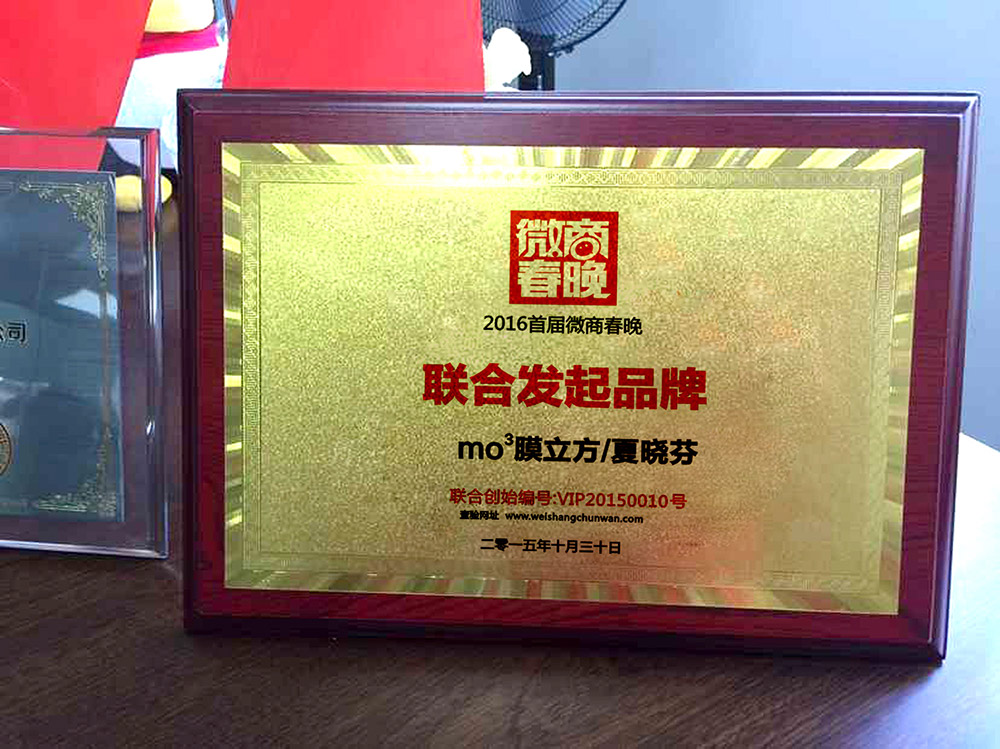 微商
春晚
2016首届微商春晚
联合发起品牌
mo³膜立方/夏晓芬
联合创始编号:VIP20150010号
查验网址 www.weishangchunwan.com
二零一五年十月三十日
公司